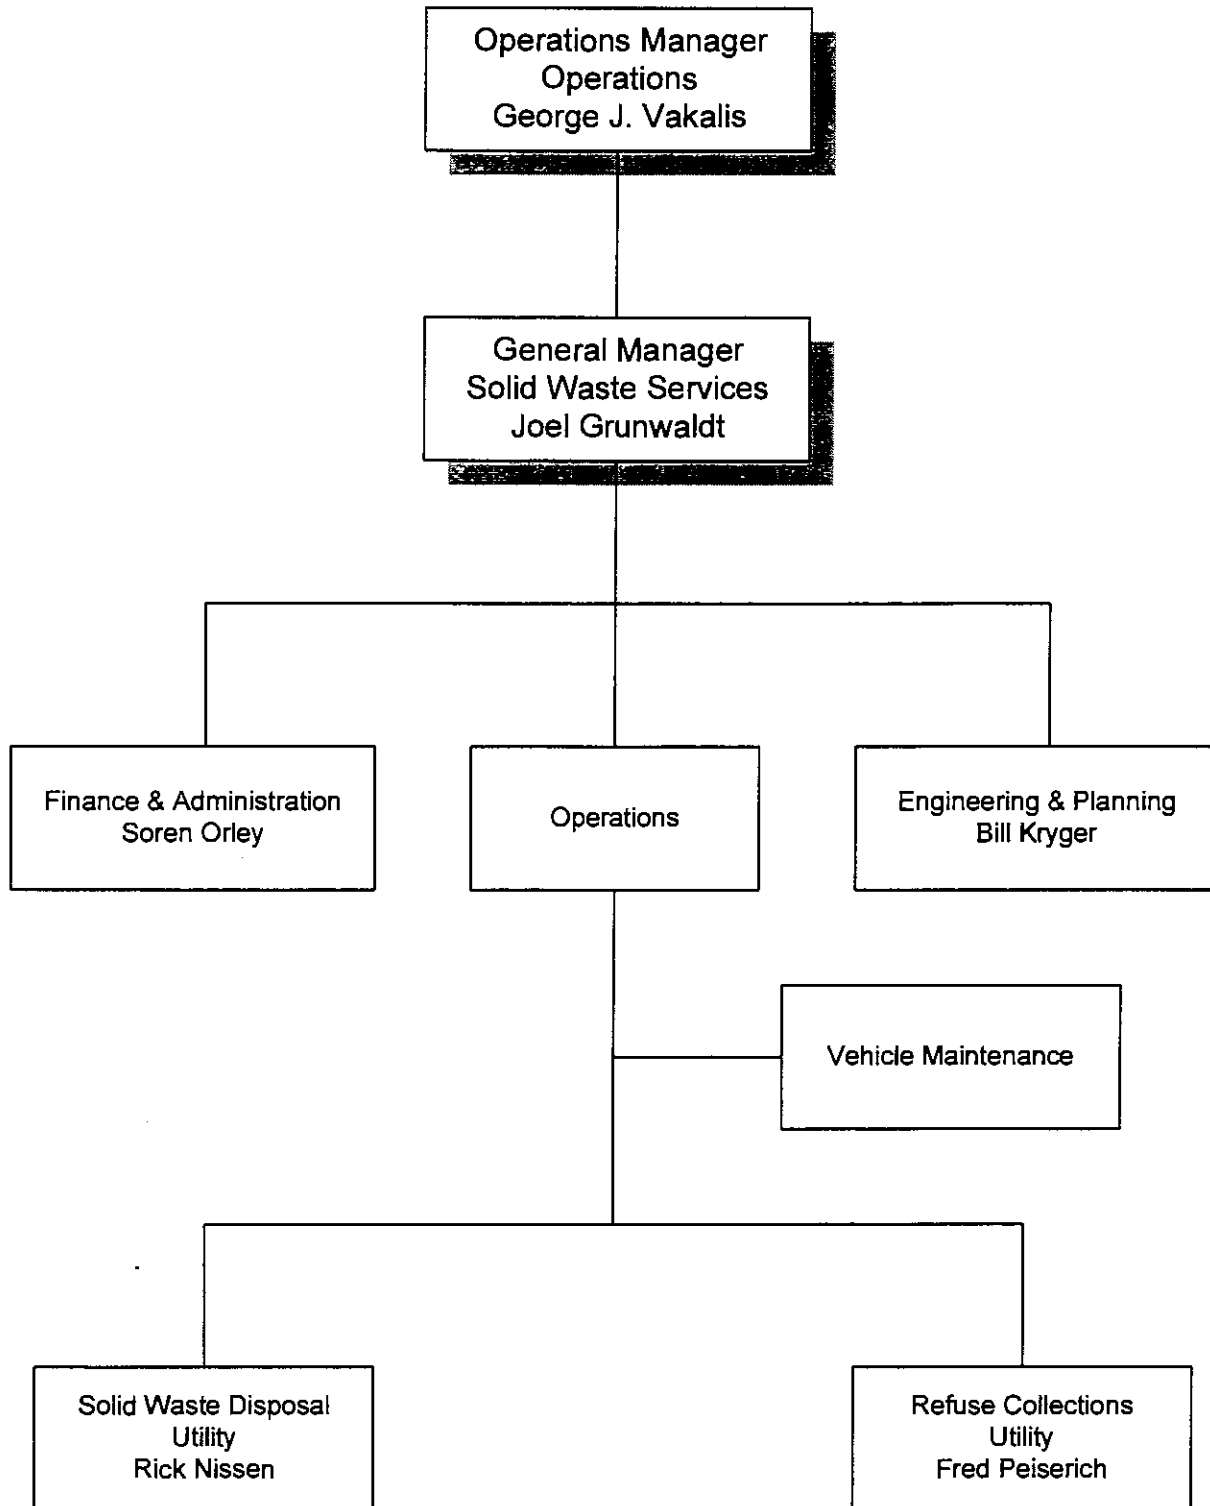 Operations Manager
Operations
George J. Vakalis
General Manager
Solid Waste Services
Joel Grunwaldt
Finance & Administration
Soren Orley
Operations
Engineering & Planning
Bill Kryger
Vehicle Maintenance
Solid Waste Disposal
Utility
Rick Nissen
Refuse Collections
Utility
Fred Peiserich